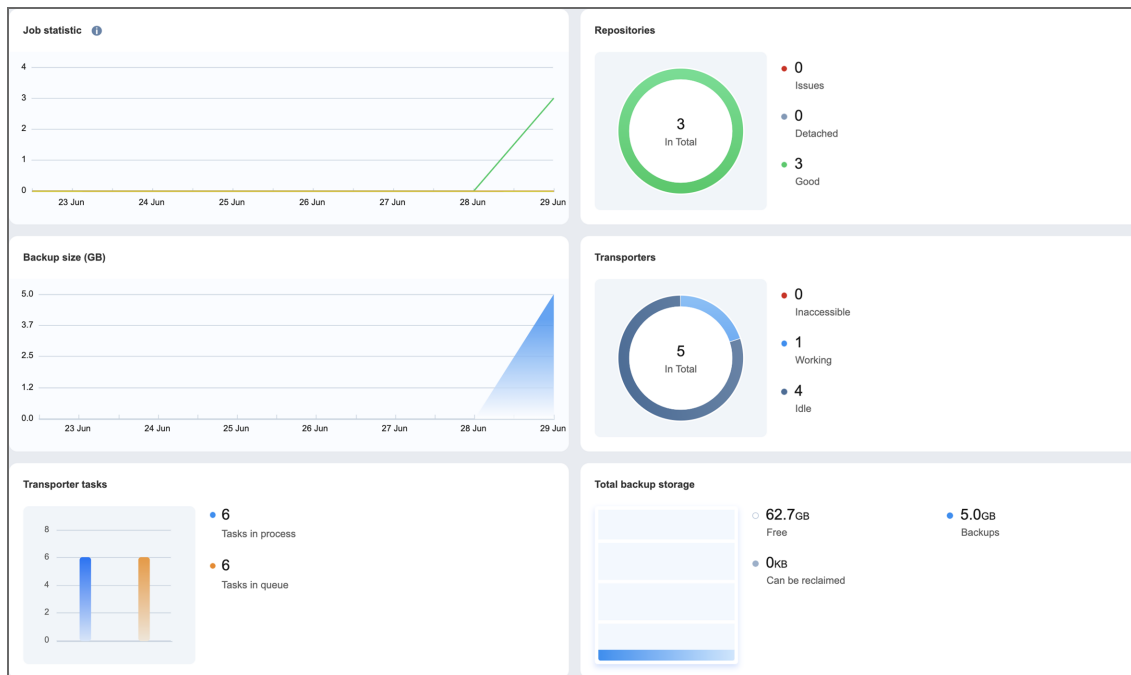 Job statistic
4
3
2
1
0
23 Jun 24 Jun 25 Jun 26 Jun 27 Jun 28 Jun 29 Jun
Repositories
3
In Total
0
Issues
0
Detached
3
Good
Backup size (GB)
5.0
3.7
2.5
1.2
0.0
23 Jun 24 Jun 25 Jun 26 Jun 27 Jun 28 Jun 29 Jun
Transporters
5
In Total
0
Inaccessible
1
Working
4
Idle
Transporter tasks
8
6
4
2
0
6
Tasks in process
6
Tasks in queue
Total backup storage
62.7GB
Free
5.0GB
Backups
0KB
Can be reclaimed